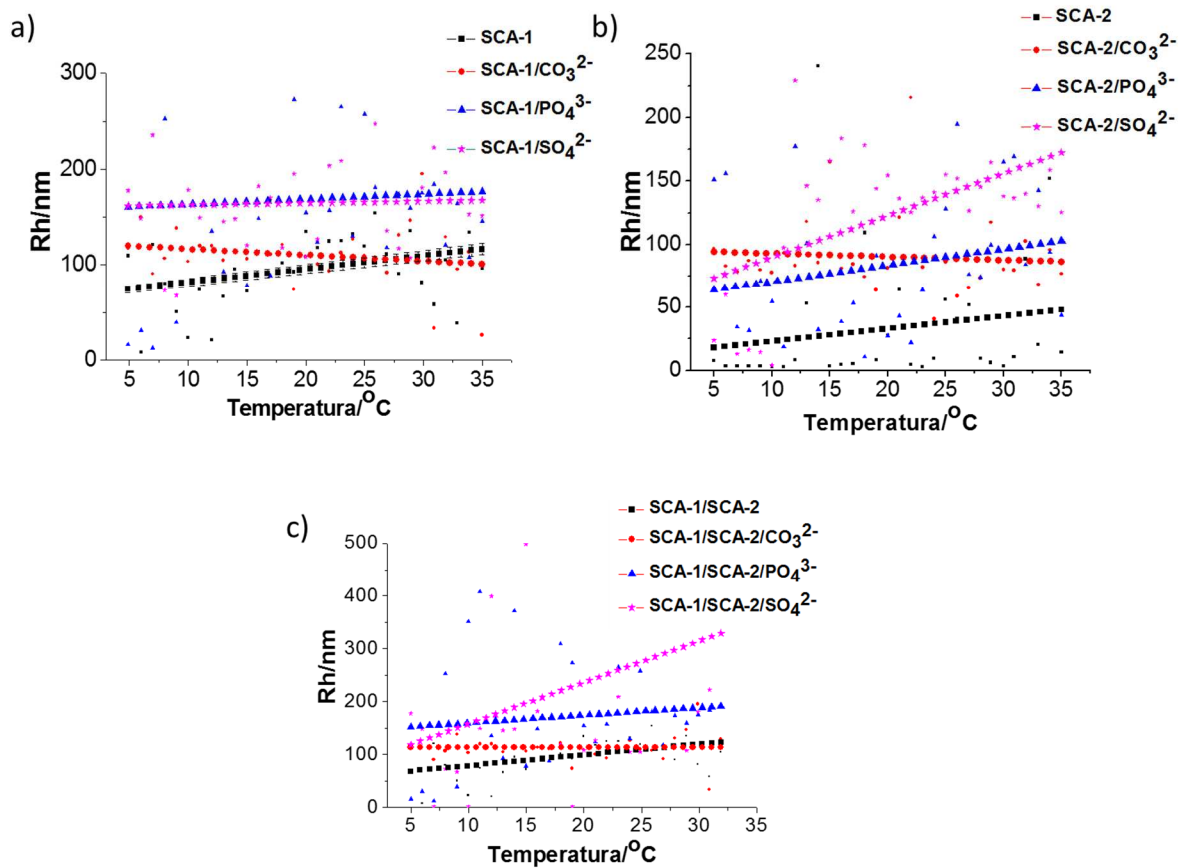 a)
SCA-1
SCA-1/CO₃²⁻
SCA-1/PO₄³⁻
SCA-1/SO₄²⁻
Rh/nm
300
200
100
0
5 10 15 20 25 30 35
Temperatura/°C
b)
SCA-2
SCA-2/CO₃²⁻
SCA-2/PO₄³⁻
SCA-2/SO₄²⁻
Rh/nm
250
200
150
100
50
0
5 10 15 20 25 30 35
Temperatura/°C
c)
SCA-1/SCA-2
SCA-1/SCA-2/CO₃²⁻
SCA-1/SCA-2/PO₄³⁻
SCA-1/SCA-2/SO₄²⁻
Rh/nm
500
400
300
200
100
0
5 10 15 20 25 30 35
Temperatura/°C